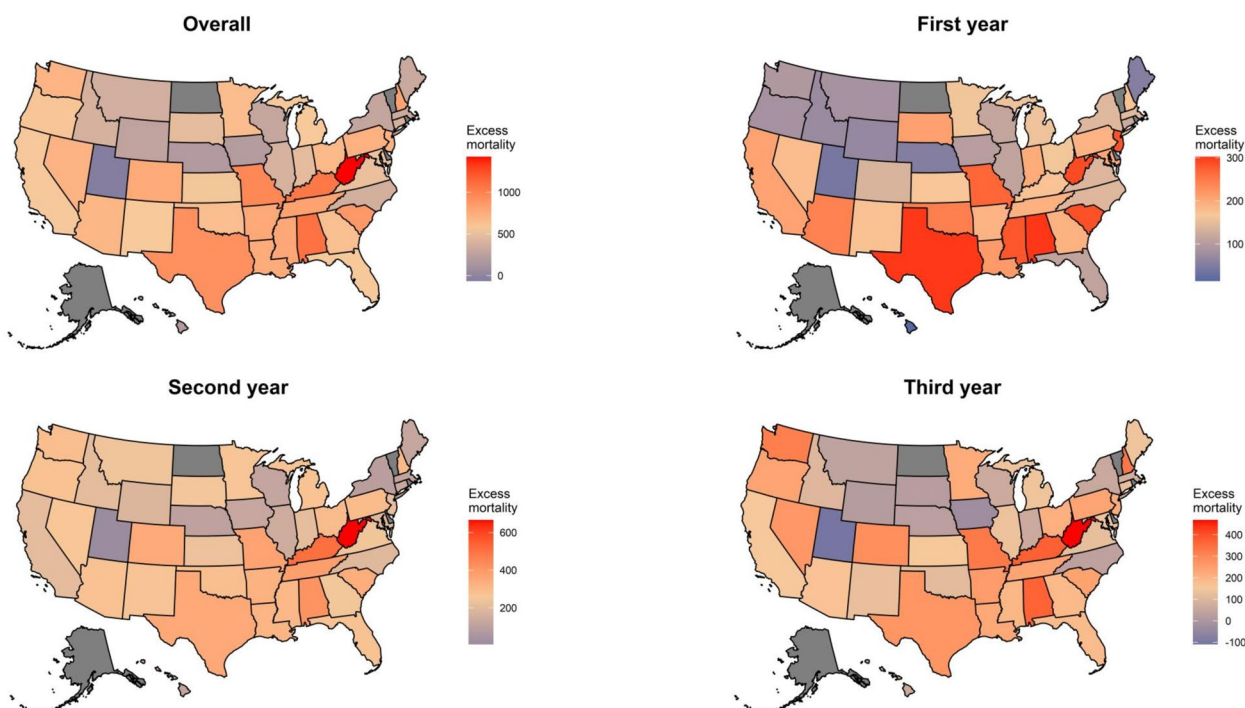 Overall
Excess
mortality
1000
500
0
First year
Excess
mortality
300
200
100
Second year
Excess
mortality
600
400
200
Third year
Excess
mortality
400
300
200
100
0
-100